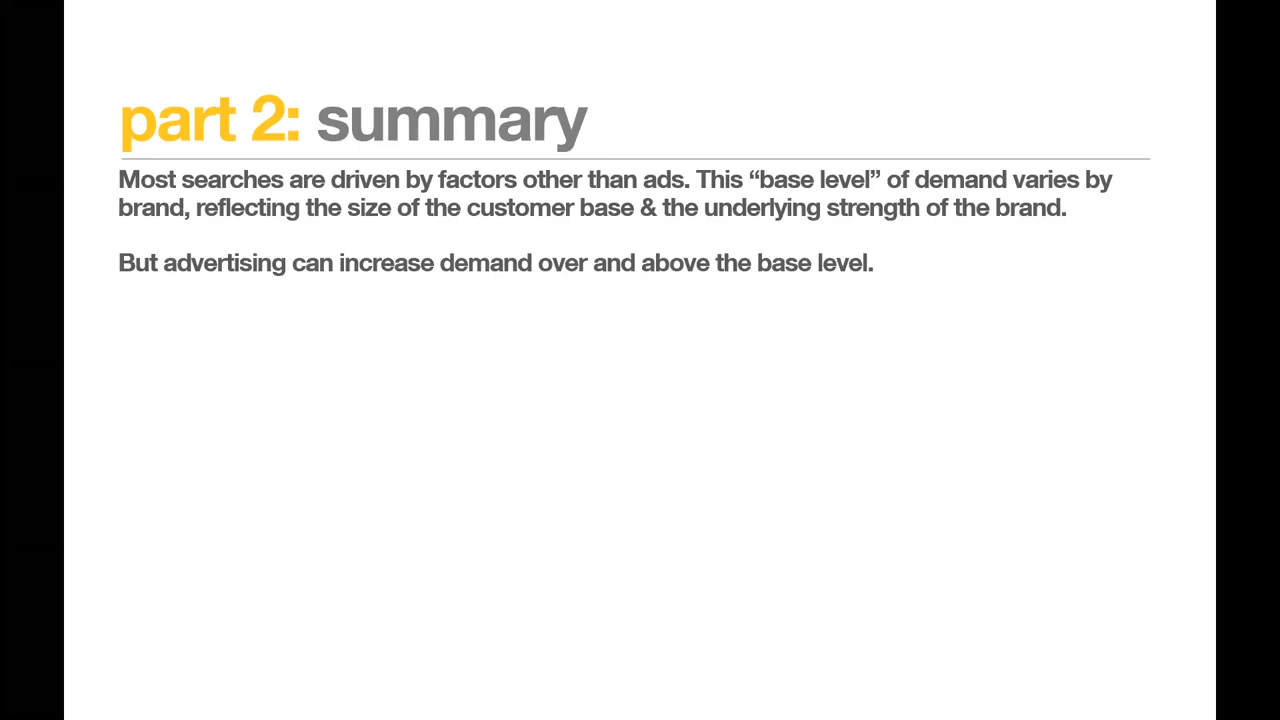 part 2: summary
Most searches are driven by factors other than ads. This “base level” of demand varies by
brand, reflecting the size of the customer base & the underlying strength of the brand.
But advertising can increase demand over and above the base level.